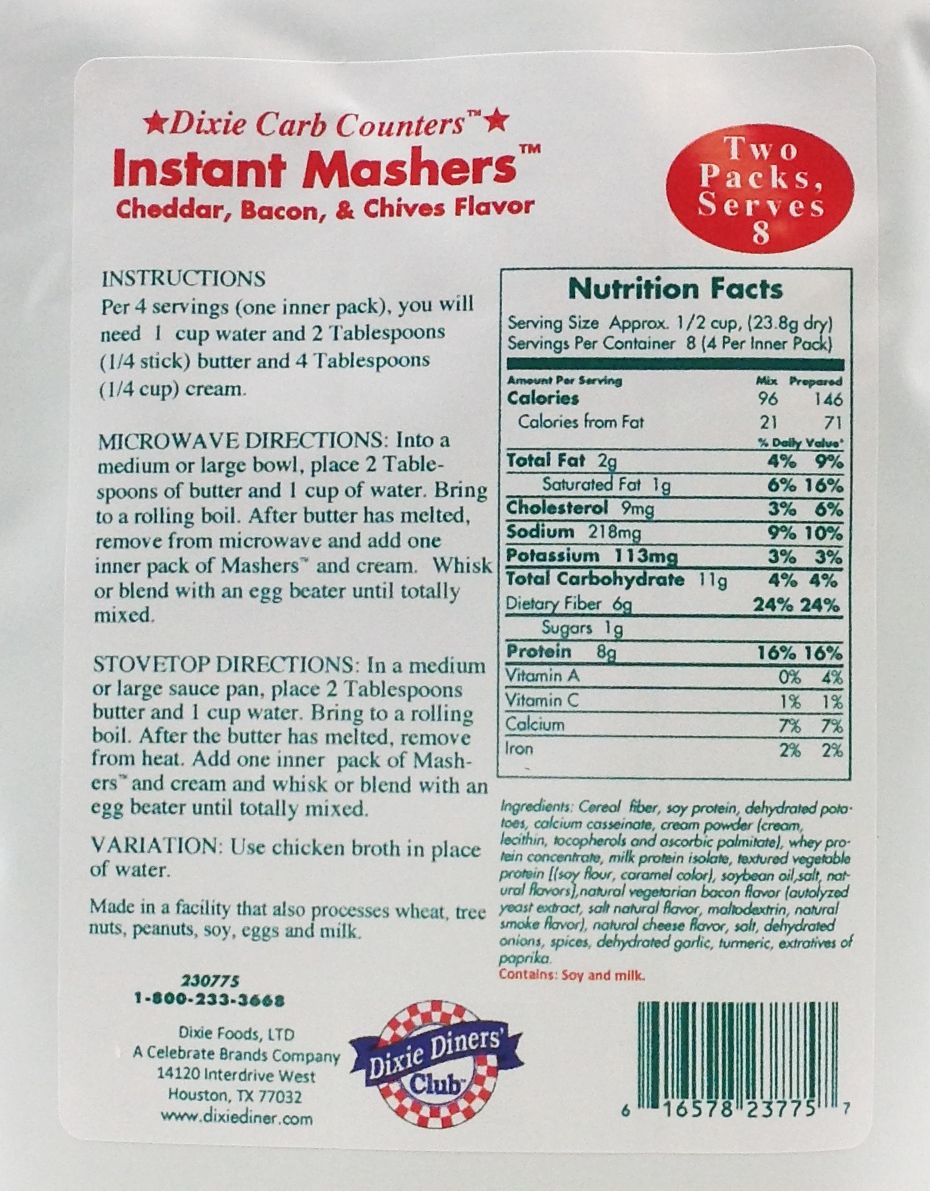 ★Dixie Carb Counters™★
Instant Mashers™
Cheddar, Bacon, & Chives Flavor
Two
Packs,
Serves
8
INSTRUCTIONS
Per 4 servings (one inner pack), you will
need 1 cup water and 2 Tablespoons
(1/4 stick) butter and 4 Tablespoons
(1/4 cup) cream.
MICROWAVE DIRECTIONS: Into a
medium or large bowl, place 2 Table-
spoons of butter and 1 cup of water. Bring
to a rolling boil. After butter has melted,
remove from microwave and add one
inner pack of Mashers™ and cream. Whisk
or blend with an egg beater until totally
mixed.
STOVETOP DIRECTIONS: In a medium
or large sauce pan, place 2 Tablespoons
butter and 1 cup water. Bring to a rolling
boil. After the butter has melted, remove
from heat. Add one inner pack of Mash-
ers™ and cream and whisk or blend with an
egg beater until totally mixed.
VARIATION: Use chicken broth in place
of water.
Made in a facility that also processes wheat, tree
nuts, peanuts, soy, eggs and milk.
Nutrition Facts
Serving Size Approx. 1/2 cup, (23.8g dry)
Servings Per Container 8 (4 Per Inner Pack)
Amount Per Serving Mix Prepared
Calories 96 146
Calories from Fat 21 71
% Daily Value*
Total Fat 2g 4% 9%
Saturated Fat 1g 6% 16%
Cholesterol 9mg 3% 6%
Sodium 218mg 9% 10%
Potassium 113mg 3% 3%
Total Carbohydrate 11g 4% 4%
Dietary Fiber 6g 24% 24%
Sugars 1g
Protein 8g 16% 16%
Vitamin A 0% 4%
Vitamin C 1% 1%
Calcium 7% 7%
Iron 2% 2%
Ingredients: Cereal fiber, soy protein, dehydrated pota-
toes, calcium casseinate, cream powder (cream,
lecithin, tocopherols and ascorbic palmitate), whey pro-
tein concentrate, milk protein isolate, textured vegetable
protein [(soy flour, caramel color), soybean oil,salt, nat-
ural flavors],natural vegetarian bacon flavor (autolyzed
yeast extract, salt natural flavor, maltodextrin, natural
smoke flavor), natural cheese flavor, salt, dehydrated
onions, spices, dehydrated garlic, turmeric, extratives of
paprika.
Contains: Soy and milk.
230775
1-800-233-3668
Dixie Foods, LTD
A Celebrate Brands Company
14120 Interdrive West
Houston, TX 77032
www.dixiediner.com
Dixie Diners'
Club™
6 16578 23775 7